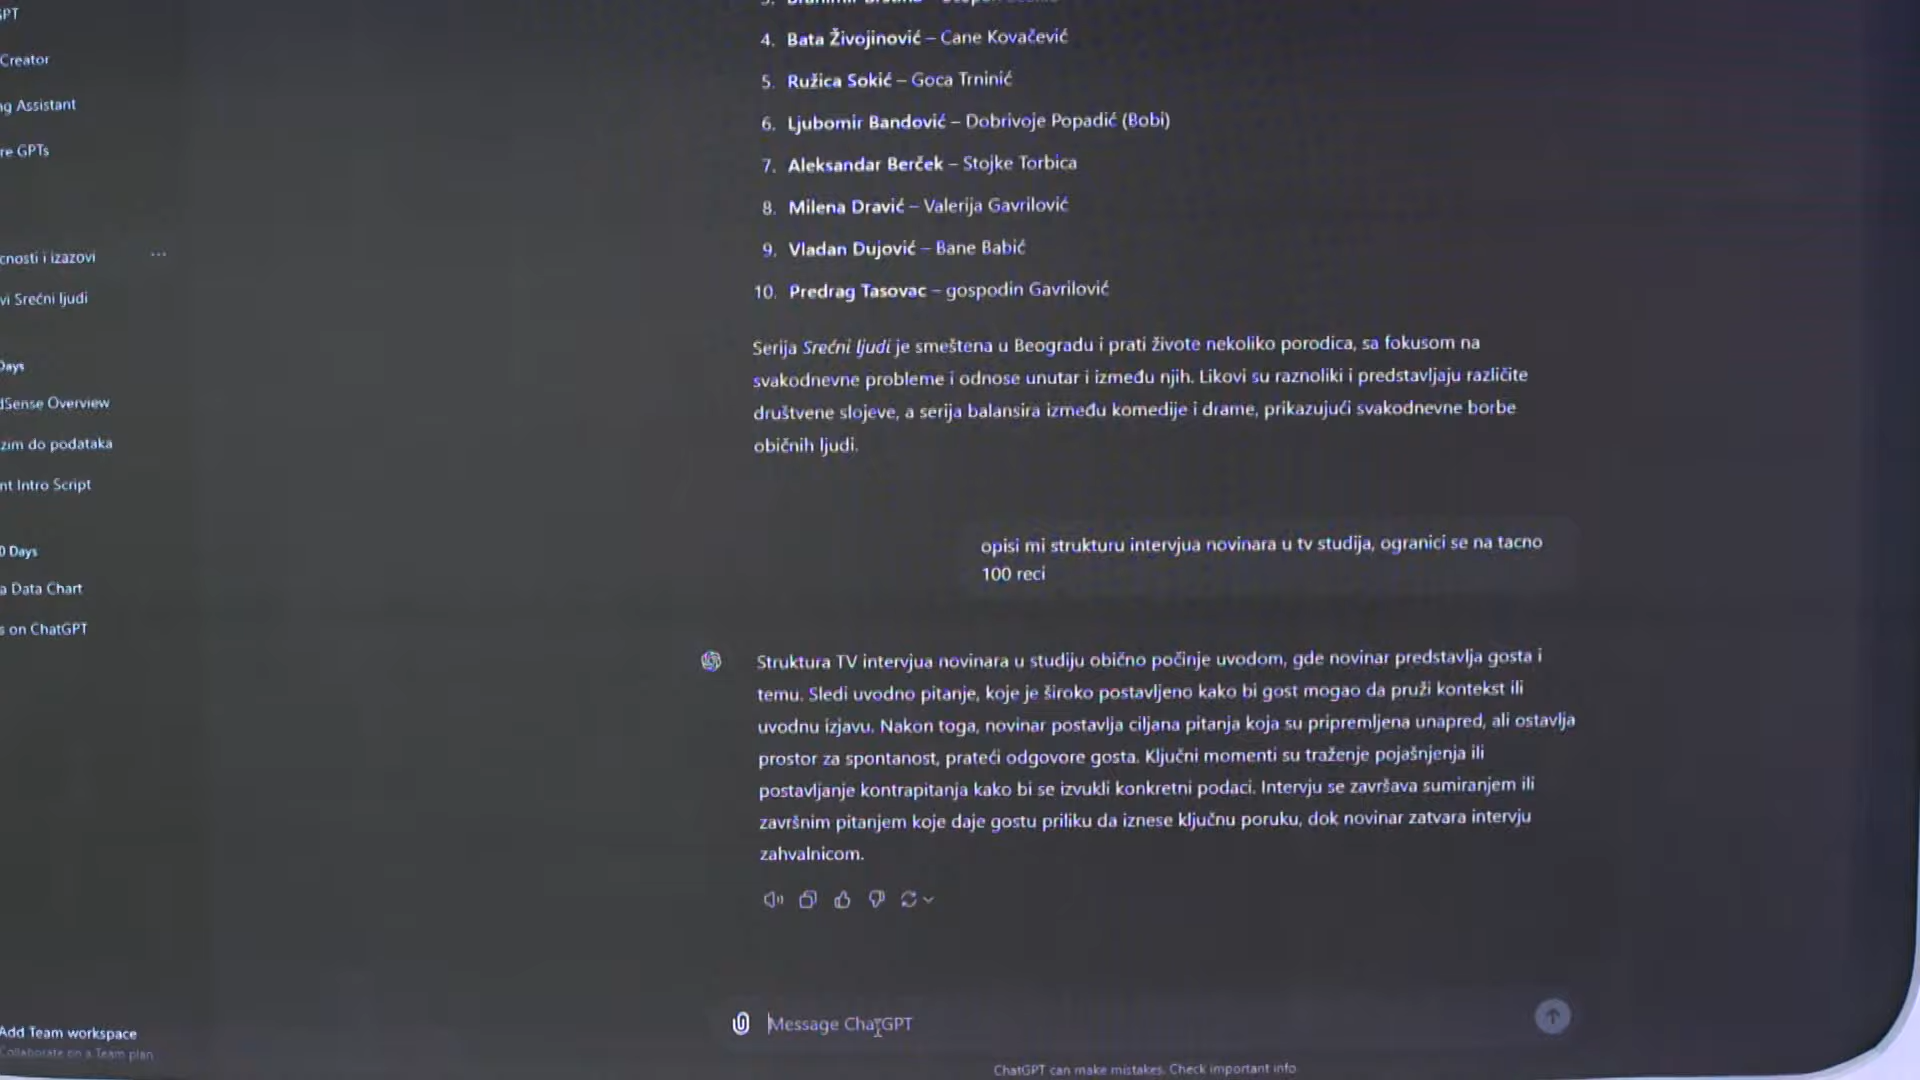 GPT
Creator
ng Assistant
re GPTs
cnosti i izazovi
vi Srećni ljudi
Days
dSense Overview
zim do podataka
nt Intro Script
0 Days
a Data Chart
s on ChatGPT
Add Team workspace
Collaborate on a Team plan
4. Bata Živojinović – Cane Kovačević
5. Ružica Sokić – Goca Trninić
6. Ljubomir Bandović – Dobrivoje Popadić (Bobi)
7. Aleksandar Berček – Stojke Torbica
8. Milena Dravić – Valerija Gavrilović
9. Vladan Dujović – Bane Babić
10. Predrag Tasovac – gospodin Gavrilović
Serija Srećni ljudi je smeštena u Beogradu i prati živote nekoliko porodica, sa fokusom na
svakodnevne probleme i odnose unutar i između njih. Likovi su raznoliki i predstavljaju različite
društvene slojeve, a serija balansira između komedije i drame, prikazujući svakodnevne borbe
običnih ljudi.
opisi mi strukturu intervjua novinara u tv studija, ogranici se na tacno
100 reci
Struktura TV intervjua novinara u studiju obično počinje uvodom, gde novinar predstavlja gosta i
temu. Sledi uvodno pitanje, koje je široko postavljeno kako bi gost mogao da pruži kontekst ili
uvodnu izjavu. Nakon toga, novinar postavlja ciljana pitanja koja su pripremljena unapred, ali ostavlja
prostor za spontanost, prateći odgovore gosta. Ključni momenti su traženje pojašnjenja ili
postavljanje kontrapitanja kako bi se izvukli konkretni podaci. Intervju se završava sumiranjem ili
završnim pitanjem koje daje gostu priliku da iznese ključnu poruku, dok novinar zatvara intervju
zahvalnicom.
Message ChatGPT
ChatGPT can make mistakes. Check important info.